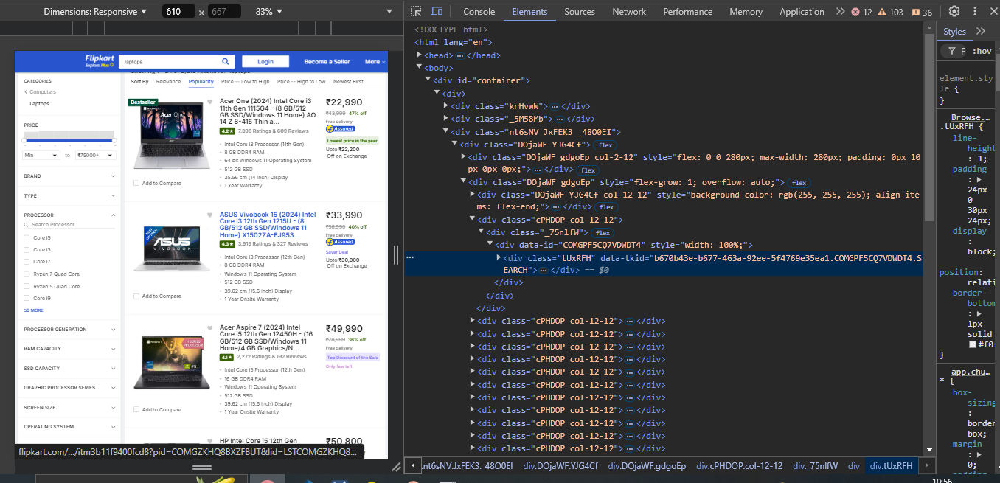 Dimensions: Responsive ▼ 610 × 667 83% ▼
Console Elements Sources Network Performance Memory Application 12 103 36
Flipkart
Explore Plus
laptops
Login
Become a Seller
More
CATEGORIES
Computers
Laptops
PRICE
Min
to
₹75000+
BRAND
TYPE
PROCESSOR
Search Processor
Core i5
Core i3
Core i7
Ryzen 7 Quad Core
Ryzen 5 Quad Core
Core i9
50 MORE
PROCESSOR GENERATION
RAM CAPACITY
SSD CAPACITY
GRAPHIC PROCESSOR SERIES
SCREEN SIZE
OPERATING SYSTEM
Sort By Relevance Popularity Price -- Low to High Price -- High to Low Newest First
Bestseller
Acer One
Acer One (2024) Intel Core i3
11th Gen 1115G4 - (8 GB/512
GB SSD/Windows 11 Home) AO
14 Z 8-415 Thin a...
4.2★ 7,398 Ratings & 609 Reviews
Intel Core i3 Processor (11th Gen)
8 GB DDR4 RAM
64 bit Windows 11 Operating System
512 GB SSD
35.56 cm (14 Inch) Display
1 Year Warranty
Add to Compare
₹22,990
₹43,999 47% off
Free delivery
Assured
Lowest price in the year
Upto ₹22,200
Off on Exchange
ASUS
VIVOBOOK
ASUS Vivobook 15 (2024) Intel
Core i3 12th Gen 1215U - (8
GB/512 GB SSD/Windows 11
Home) X1502ZA-EJ953...
4.3★ 3,919 Ratings & 327 Reviews
Intel Core i3 Processor (12th Gen)
8 GB DDR4 RAM
Windows 11 Operating System
512 GB SSD
39.62 cm (15.6 Inch) Display
1 Year Onsite Warranty
Add to Compare
₹33,990
₹56,990 40% off
Free delivery
Assured
Saver Deal
Upto ₹30,000
Off on Exchange
H SERIES
PROCESSOR
Acer Aspire 7 (2024) Intel
Core i5 12th Gen 12450H - (16
GB/512 GB SSD/Windows 11
Home/4 GB Graphics/N...
4.1★ 2,272 Ratings & 192 Reviews
Intel Core i5 Processor (12th Gen)
16 GB DDR4 RAM
Windows 11 Operating System
512 GB SSD
39.62 cm (15.6 Inch) Display
1 Year Onsite Warranty
Add to Compare
₹49,990
₹78,999 36% off
Free delivery
Top Discount of the Sale
Only few left
HP Intel Core i5 12th Gen
₹50,800
flipkart.com/.../itm3b11f9400fcd8?pid=COMGZKHQ8BXZFBUT&lid=LSTCOMGZKHQ8...
<!DOCTYPE html>
<html lang="en">
<head> ⋯ </head>
<body>
<div id="container">
<div>
<div class="krHvwW"> ⋯ </div>
<div class="_5M58Mb"> ⋯ </div>
<div class="nt6sNV JxFEK3 _48O0EI">
<div class="DOjaWF YJG4Cf"> flex
<div class="DOjaWF gdgoEp col-2-12" style="flex: 0 0 280px; max-width: 280px; padding: 0px 10
px 0px 0px;"> ⋯ </div> flex
<div class="DOjaWF gdgoEp" style="flex-grow: 1; overflow: auto;"> flex
<div class="DOjaWF YJG4Cf col-12-12" style="background-color: rgb(255, 255, 255); align-ite
ms: flex-end;"> ⋯ </div> flex
<div class="cPHDOP col-12-12">
<div class="_75nlfW"> flex
<div data-id="COMGPF5CQ7VDWDT4" style="width: 100%;">
<div class="tUxRFH" data-tkid="b670b43e-b677-463a-92ee-5f4769e35ea1.COMGPF5CQ7VDWDT4.S
EARCH"> ⋯ </div> == $0
</div>
</div>
</div>
<div class="cPHDOP col-12-12"> ⋯ </div>
<div class="cPHDOP col-12-12"> ⋯ </div>
<div class="cPHDOP col-12-12"> ⋯ </div>
<div class="cPHDOP col-12-12"> ⋯ </div>
<div class="cPHDOP col-12-12"> ⋯ </div>
<div class="cPHDOP col-12-12"> ⋯ </div>
<div class="cPHDOP col-12-12"> ⋯ </div>
<div class="cPHDOP col-12-12"> ⋯ </div>
<div class="cPHDOP col-12-12"> ⋯ </div>
<div class="cPHDOP col-12-12"> ⋯ </div>
<div class="cPHDOP col-12-12"> ⋯ </div>
.nt6sNV.JxFEK3._48O0EI div.DOjaWF.YJG4Cf div.DOjaWF.gdgoEp div.cPHDOP.col-12-12 div._75nlfW div div.tUxRFH
Styles
F :hov
element.sty
le {
}
Browse...
.tUxRFH {
line-
height
: 1;
padding
: ▶
24px
0
30px
24px;
display
:
block;
position:
relati
border-
bottom
: ▶
1px
solid
#f0
}
app.chu...
* {
box-
sizing
:
border
box;
margin
: ▶
0;
10:56